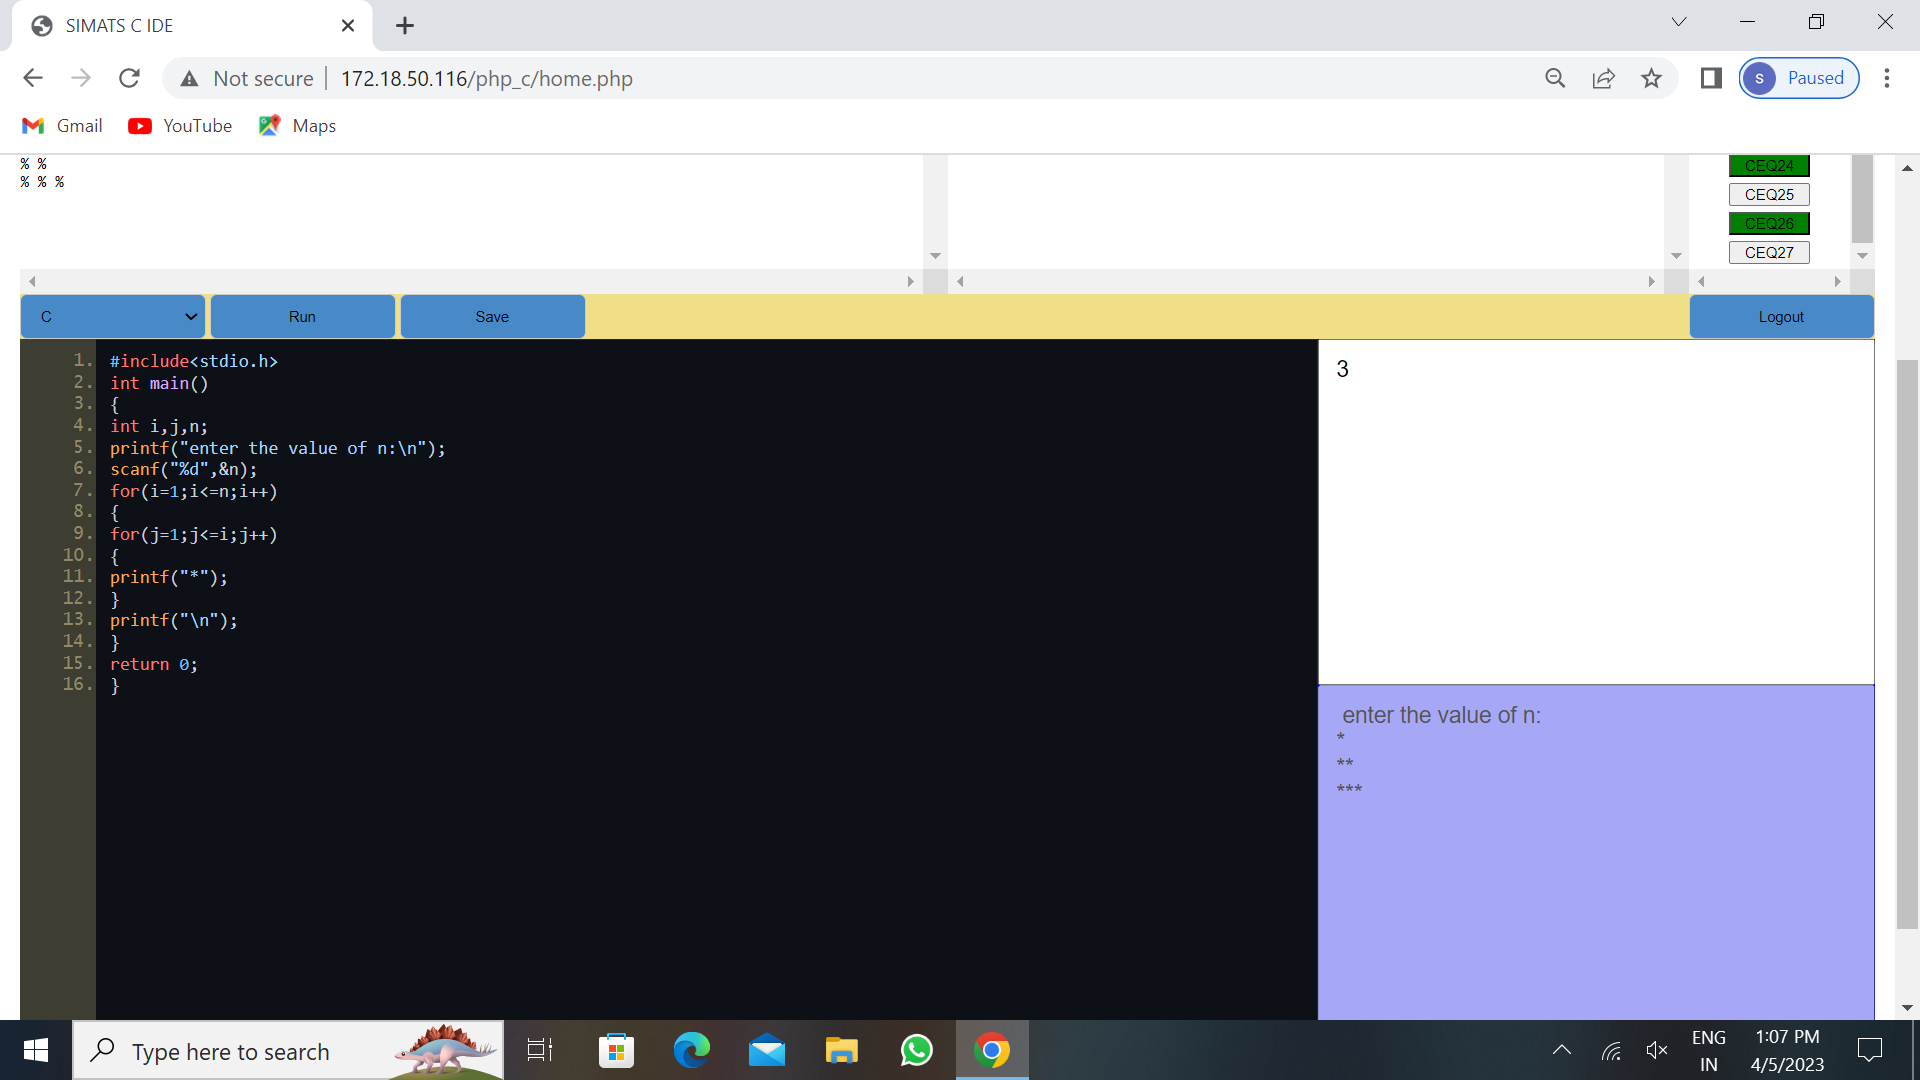 SIMATS C IDE
Not secure 172.18.50.116/php_c/home.php
S Paused
Gmail YouTube Maps
% %
% % %
CEQ24
CEQ25
CEQ26
CEQ27
C Run Save Logout
1. #include<stdio.h>
2. int main()
3. {
4. int i,j,n;
5. printf("enter the value of n:\n");
6. scanf("%d",&n);
7. for(i=1;i<=n;i++)
8. {
9. for(j=1;j<=i;j++)
10. {
11. printf("*");
12. }
13. printf("\n");
14. }
15. return 0;
16. }
3
enter the value of n:
*
**
***
Type here to search
ENG
IN
1:07 PM
4/5/2023